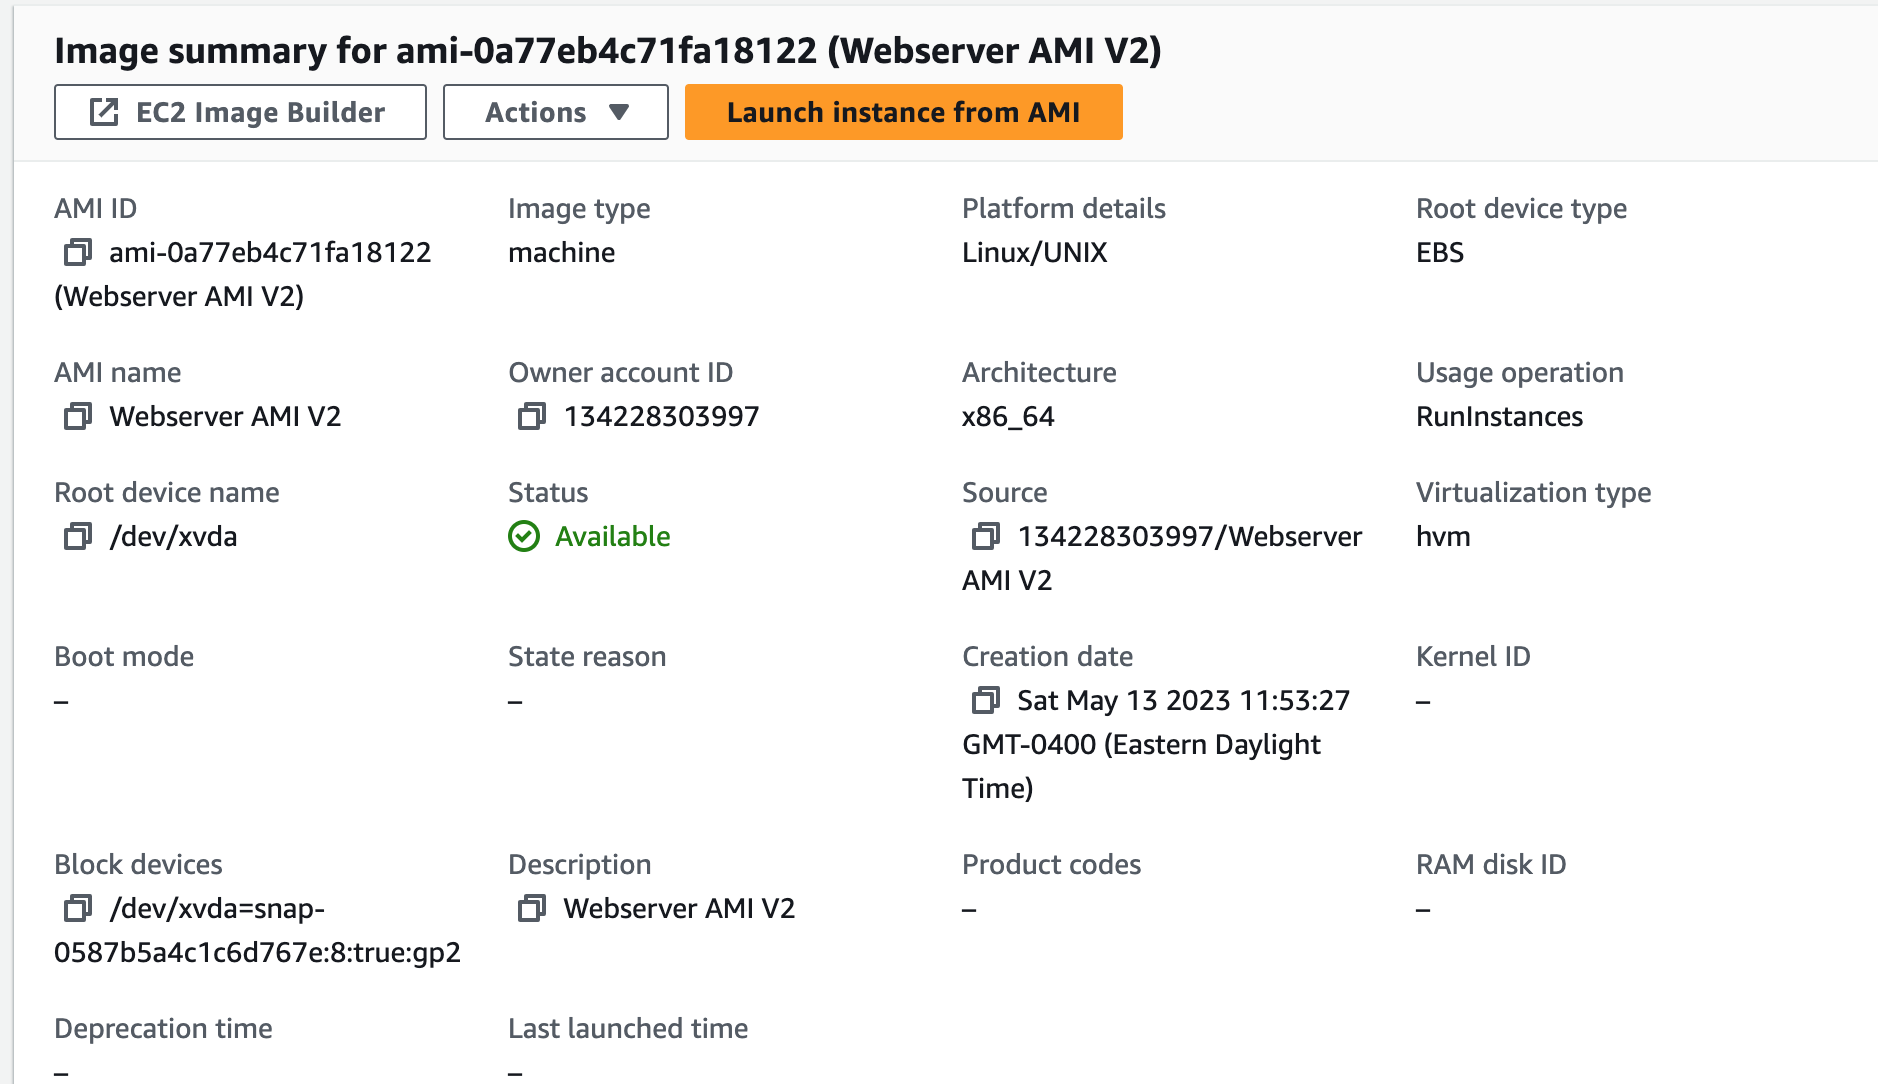 Image summary for ami-0a77eb4c71fa18122 (Webserver AMI V2)
EC2 Image Builder
Actions
Launch instance from AMI
AMI ID
ami-0a77eb4c71fa18122
(Webserver AMI V2)
Image type
machine
Platform details
Linux/UNIX
Root device type
EBS
AMI name
Webserver AMI V2
Owner account ID
134228303997
Architecture
x86_64
Usage operation
RunInstances
Root device name
/dev/xvda
Status
Available
Source
134228303997/Webserver
AMI V2
Virtualization type
hvm
Boot mode
–
State reason
–
Creation date
Sat May 13 2023 11:53:27
GMT-0400 (Eastern Daylight
Time)
Kernel ID
–
Block devices
/dev/xvda=snap-
0587b5a4c1c6d767e:8:true:gp2
Description
Webserver AMI V2
Product codes
–
RAM disk ID
–
Deprecation time
–
Last launched time
–